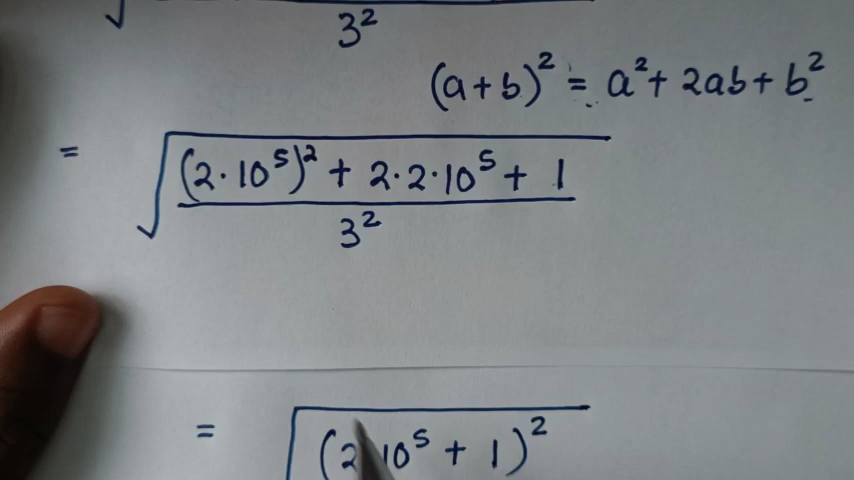 √ 3²
(a+b)² = a² + 2ab + b²
= √((2·10⁵)² + 2·2·10⁵ + 1) / 3²
= √(2 10⁵ + 1)²